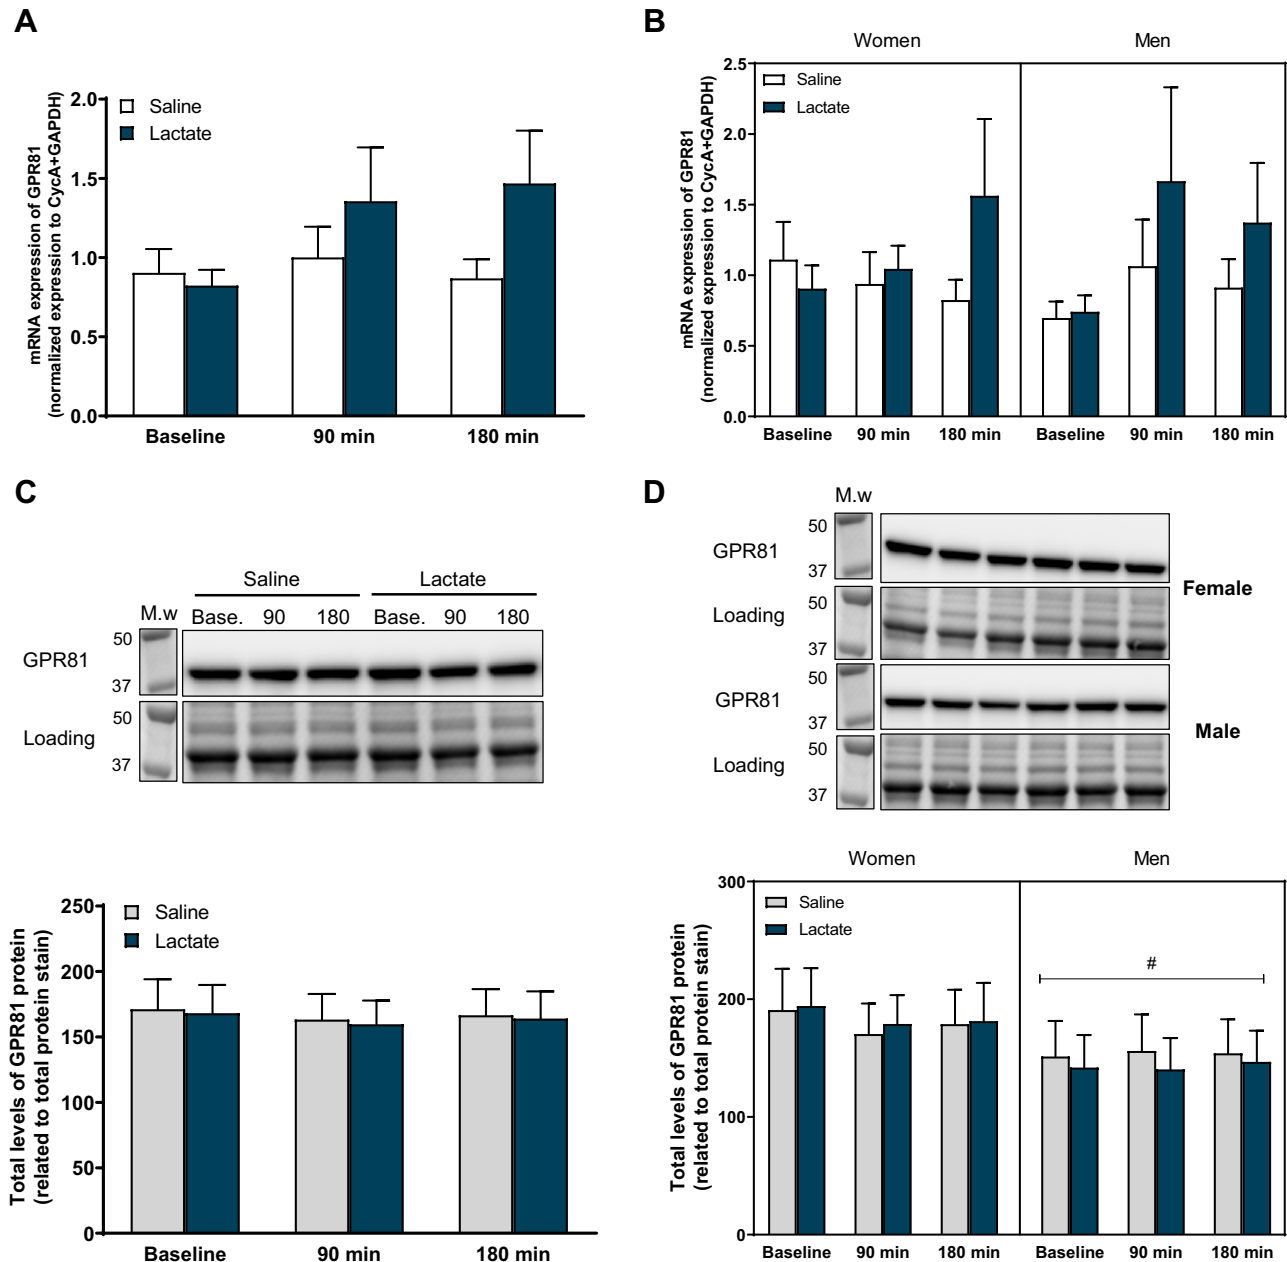 A
mRNA expression of GPR81
(normalized expression to CycA+GAPDH)
2.0
1.5
1.0
0.5
0.0
Saline
Lactate
Baseline 90 min 180 min
B
Women Men
mRNA expression of GPR81
(normalized expression to CycA+GAPDH)
2.5
2.0
1.5
1.0
0.5
0.0
Saline
Lactate
Baseline 90 min 180 min Baseline 90 min 180 min
C
Saline Lactate
M.w Base. 90 180 Base. 90 180
GPR81 50
37
Loading 50
37
Total levels of GPR81 protein
(related to total protein stain)
250
200
150
100
50
0
Saline
Lactate
Baseline 90 min 180 min
D
M.w
GPR81 50
37
Loading 50
37
Female
GPR81 50
37
Loading 50
37
Male
Women Men
Total levels of GPR81 protein
(related to total protein stain)
300
200
100
0
Saline
Lactate
#
Baseline 90 min 180 min Baseline 90 min 180 min